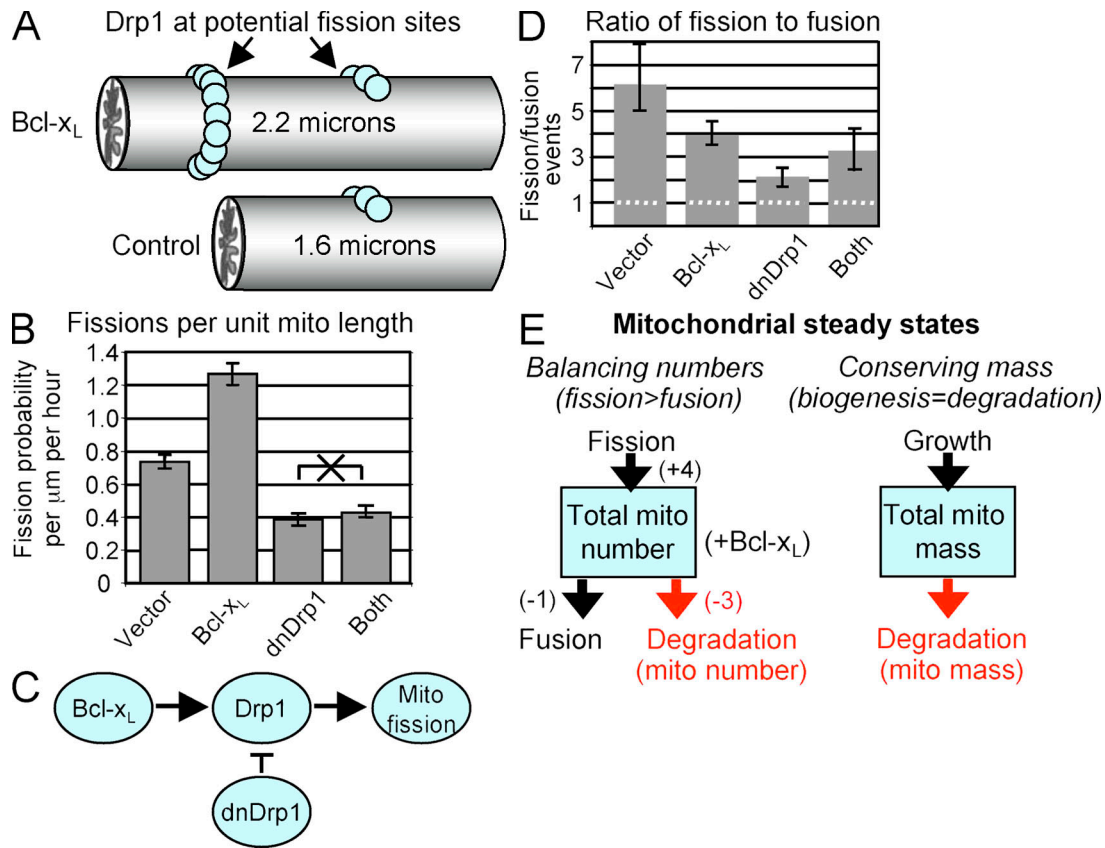 A
Drp1 at potential fission sites
Bcl-xL
2.2 microns
Control
1.6 microns
B
Fissions per unit mito length
Fission probability
per μm per hour
1.4
1.2
1.0
0.8
0.6
0.4
0.2
0
Vector
Bcl-xL
dnDrp1
Both
C
Bcl-xL
Drp1
Mito
fission
dnDrp1
D
Ratio of fission to fusion
Fission/fusion
events
7
5
3
1
Vector
Bcl-xL
dnDrp1
Both
E
Mitochondrial steady states
Balancing numbers
(fission>fusion)
Fission
(+4)
Total mito
number
(+Bcl-xL)
(-1)
Fusion
(-3)
Degradation
(mito number)
Conserving mass
(biogenesis=degradation)
Growth
Total mito
mass
Degradation
(mito mass)